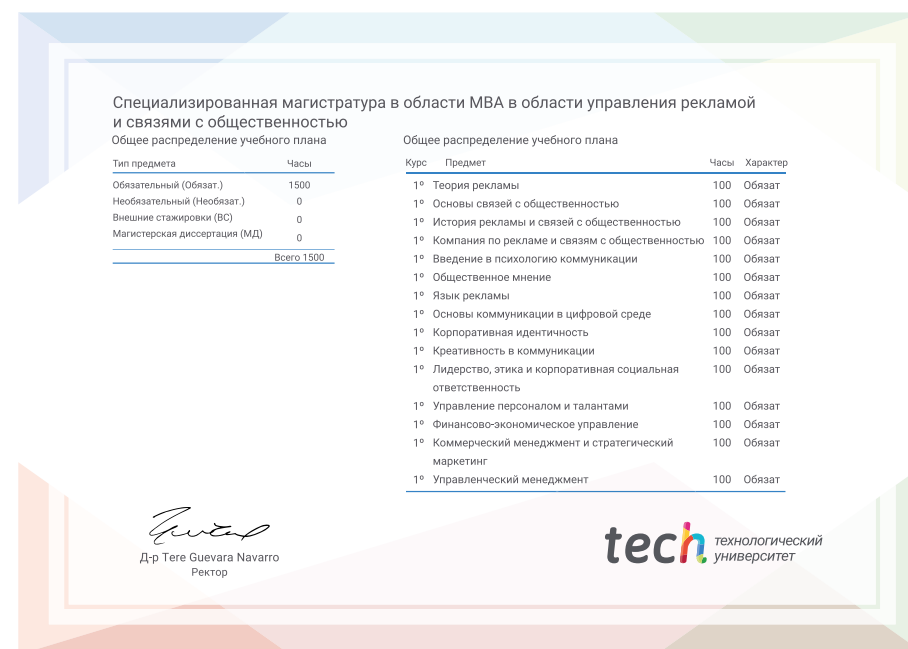 Специализированная магистратура в области MBA в области управления рекламой
и связями с общественностью
Общее распределение учебного плана
Тип предмета Часы
Обязательный (Обязат.) 1500
Необязательный (Необязат.) 0
Внешние стажировки (ВС) 0
Магистерская диссертация (МД) 0
Всего 1500
Общее распределение учебного плана
Курс Предмет Часы Характер
1º Теория рекламы 100 Обязат
1º Основы связей с общественностью 100 Обязат
1º История рекламы и связей с общественностью 100 Обязат
1º Компания по рекламе и связям с общественностью 100 Обязат
1º Введение в психологию коммуникации 100 Обязат
1º Общественное мнение 100 Обязат
1º Язык рекламы 100 Обязат
1º Основы коммуникации в цифровой среде 100 Обязат
1º Корпоративная идентичность 100 Обязат
1º Креативность в коммуникации 100 Обязат
1º Лидерство, этика и корпоративная социальная 100 Обязат
ответственность
1º Управление персоналом и талантами 100 Обязат
1º Финансово-экономическое управление 100 Обязат
1º Коммерческий менеджмент и стратегический 100 Обязат
маркетинг
1º Управленческий менеджмент 100 Обязат
Д-р Tere Guevara Navarro
Ректор
tech технологический
университет